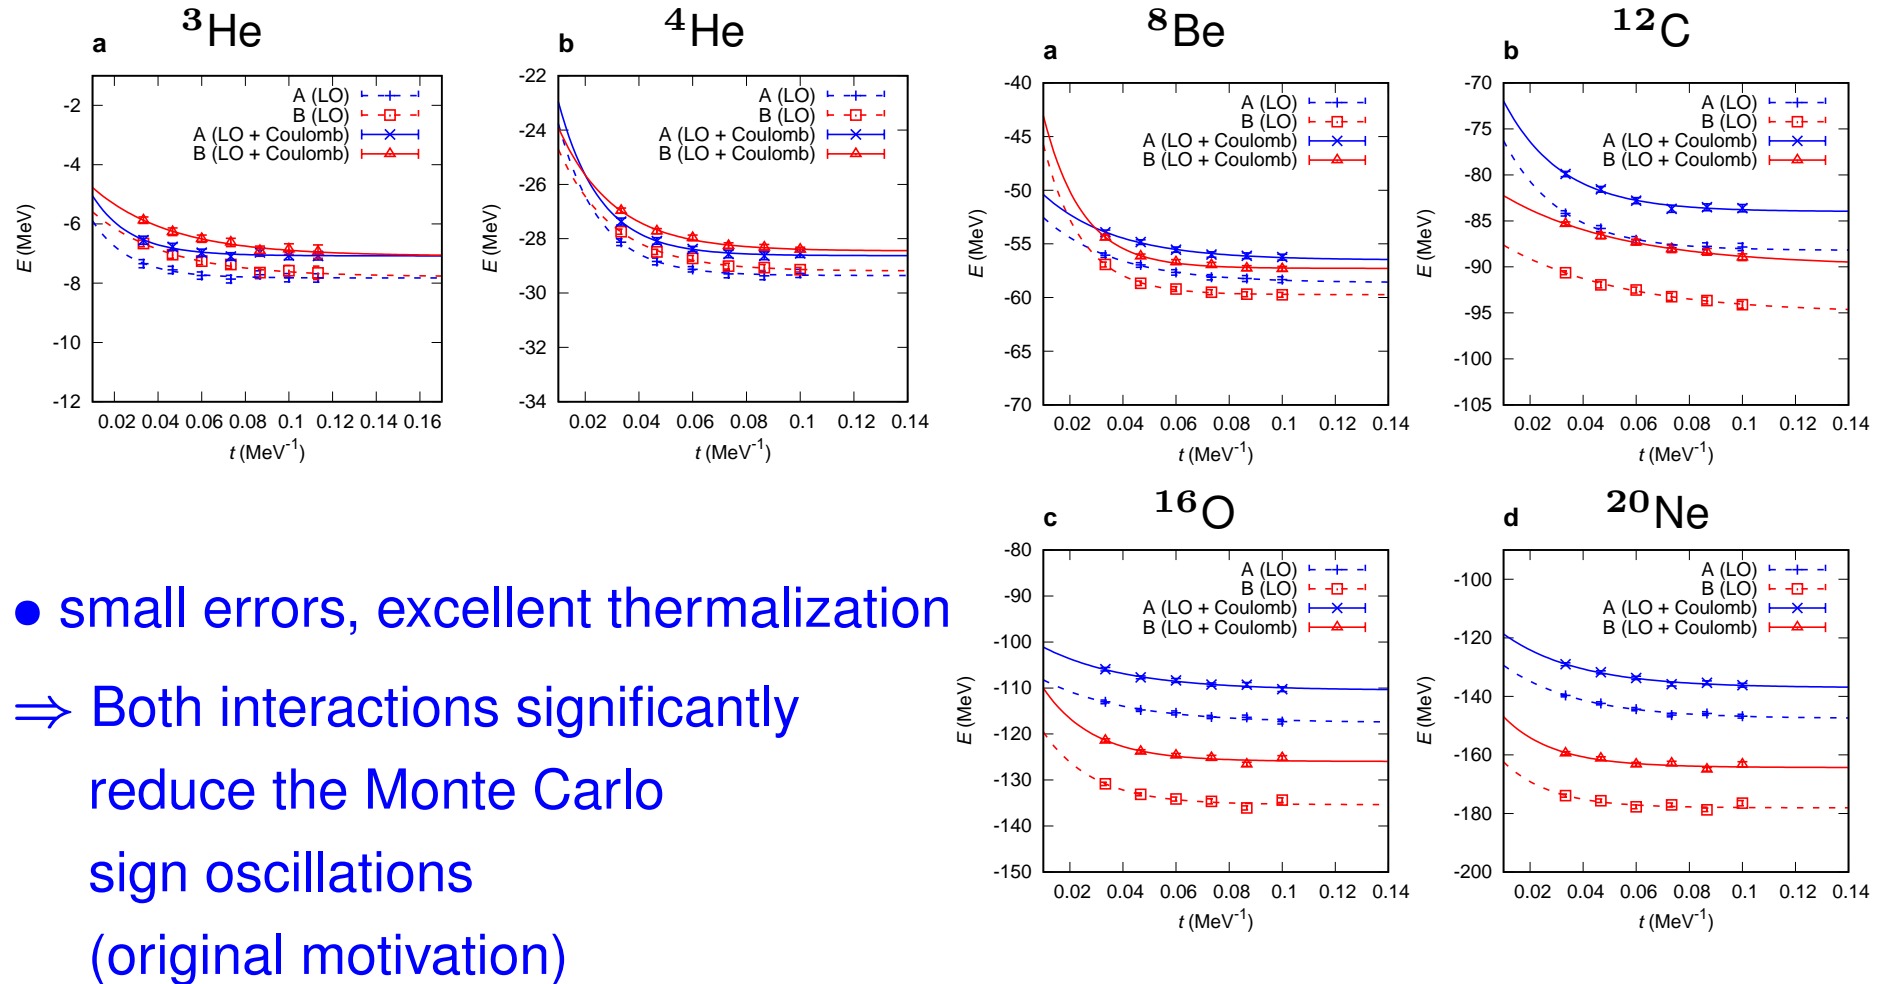 ³He
a
-2
-4
-6
-8
-10
-12
E (MeV)
A (LO)
B (LO)
A (LO + Coulomb)
B (LO + Coulomb)
0.02 0.04 0.06 0.08 0.1 0.12 0.14 0.16
t (MeV⁻¹)
⁴He
b
-22
-24
-26
-28
-30
-32
-34
E (MeV)
A (LO)
B (LO)
A (LO + Coulomb)
B (LO + Coulomb)
0.02 0.04 0.06 0.08 0.1 0.12 0.14
t (MeV⁻¹)
⁸Be
a
-40
-45
-50
-55
-60
-65
-70
E (MeV)
A (LO)
B (LO)
A (LO + Coulomb)
B (LO + Coulomb)
0.02 0.04 0.06 0.08 0.1 0.12 0.14
t (MeV⁻¹)
¹²C
b
-70
-75
-80
-85
-90
-95
-100
-105
E (MeV)
A (LO)
B (LO)
A (LO + Coulomb)
B (LO + Coulomb)
0.02 0.04 0.06 0.08 0.1 0.12 0.14
t (MeV⁻¹)
• small errors, excellent thermalization
⇒ Both interactions significantly
reduce the Monte Carlo
sign oscillations
(original motivation)
¹⁶O
c
-80
-90
-100
-110
-120
-130
-140
-150
E (MeV)
A (LO)
B (LO)
A (LO + Coulomb)
B (LO + Coulomb)
0.02 0.04 0.06 0.08 0.1 0.12 0.14
t (MeV⁻¹)
²⁰Ne
d
-100
-120
-140
-160
-180
-200
E (MeV)
A (LO)
B (LO)
A (LO + Coulomb)
B (LO + Coulomb)
0.02 0.04 0.06 0.08 0.1 0.12 0.14
t (MeV⁻¹)